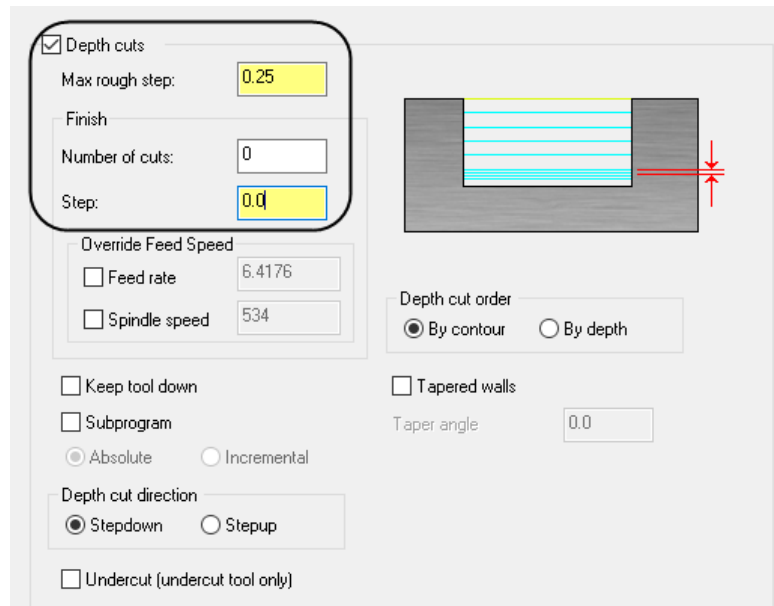 Depth cuts
Max rough step: 0.25
Finish
Number of cuts: 0
Step: 0.0
Override Feed Speed
Feed rate 6.4176
Spindle speed 534
Depth cut order
By contour By depth
Keep tool down
Tapered walls
Subprogram
Taper angle 0.0
Absolute Incremental
Depth cut direction
Stepdown Stepup
Undercut (undercut tool only)